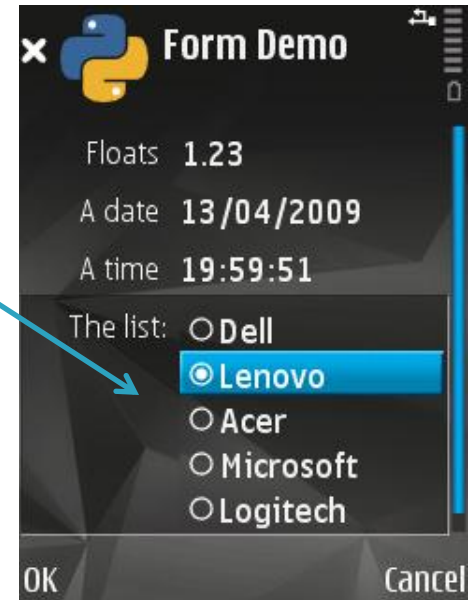 Form Demo
Floats 1.23
A date 13/04/2009
A time 19:59:51
The list: Dell
Lenovo
Acer
Microsoft
Logitech
OK Cancel